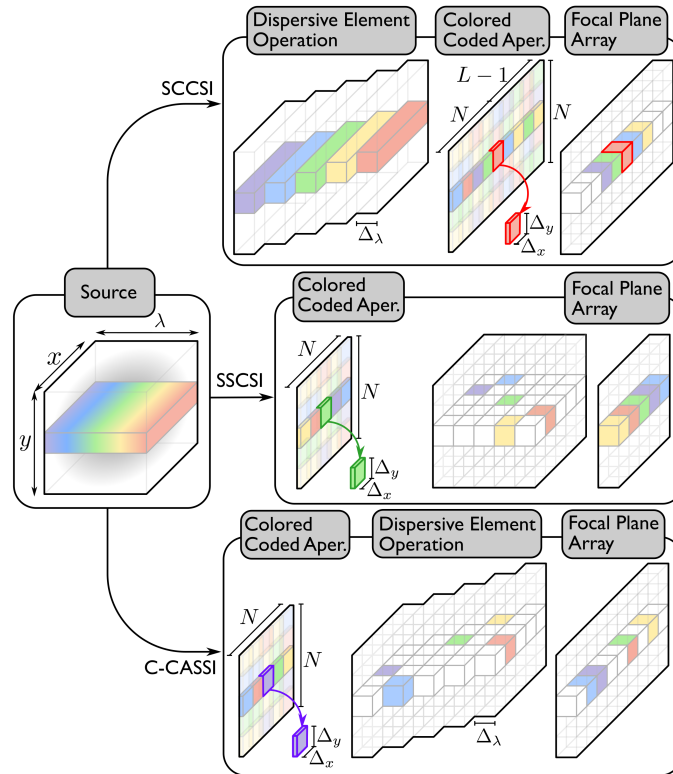 Dispersive Element
Operation
Colored
Coded Aper.
Focal Plane
Array
SCCSI
L − 1
N
N
Δλ
Δy
Δx
Source
λ
x
y
SSCSI
Colored
Coded Aper.
Focal Plane
Array
N
N
Δy
Δx
C-CASSI
Colored
Coded Aper.
Dispersive Element
Operation
Focal Plane
Array
N
N
Δy
Δx
Δλ